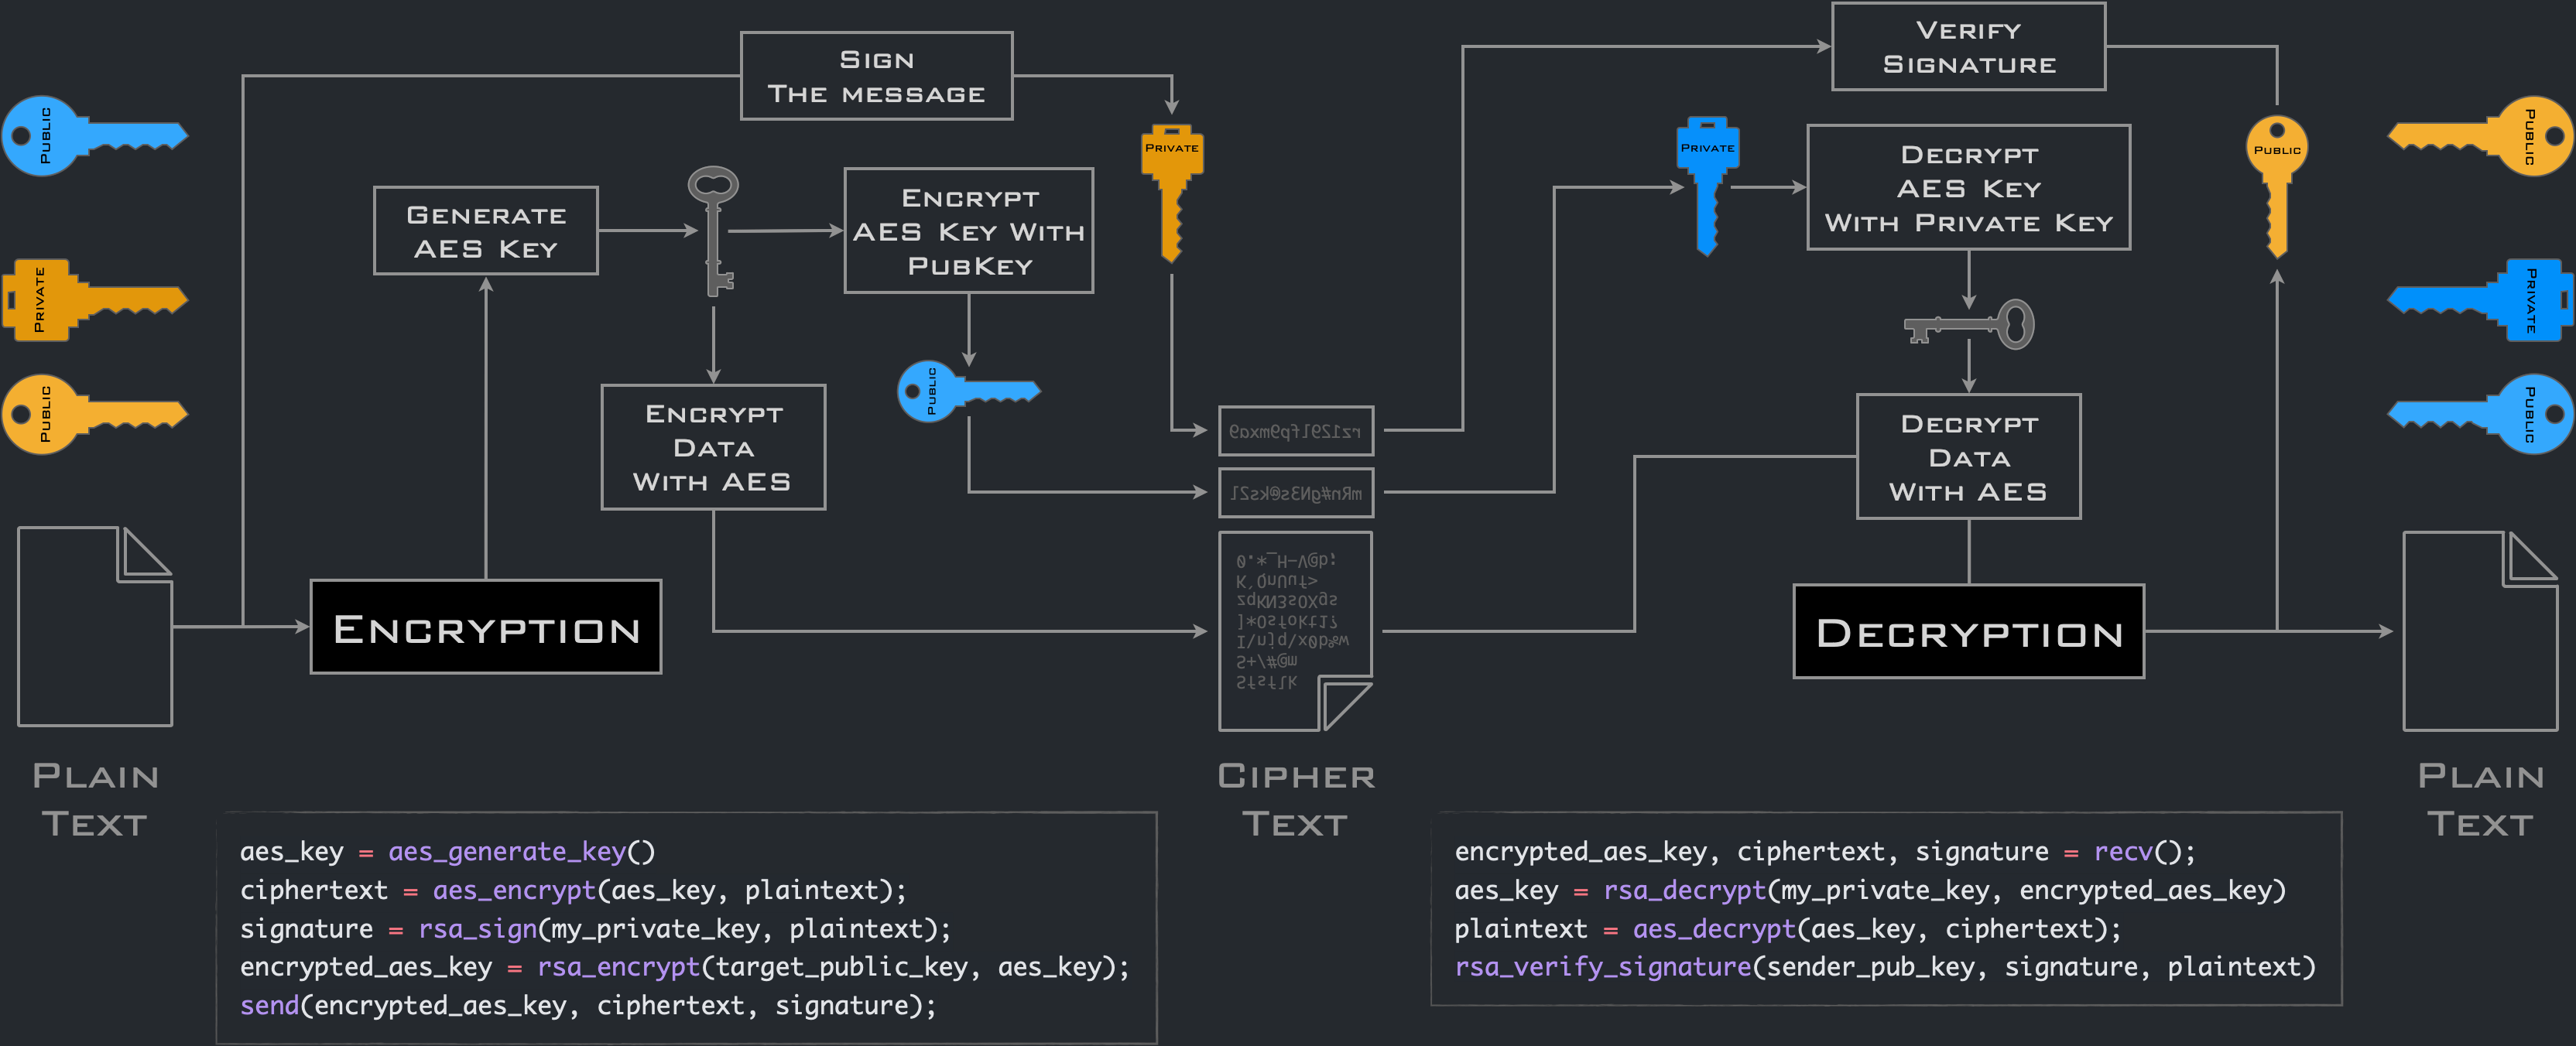 Sign
The message
Verify
Signature
Public
Private
Public
Generate
AES Key
Encrypt
AES Key With
PubKey
Private
Encrypt
Data
With AES
Public
Encryption
Plain
Text
Cipher
Text
Private
Decrypt
AES Key
With Private Key
Public
Decrypt
Data
With AES
Decryption
Public
Private
Public
Plain
Text
aes_key = aes_generate_key()
ciphertext = aes_encrypt(aes_key, plaintext);
signature = rsa_sign(my_private_key, plaintext);
encrypted_aes_key = rsa_encrypt(target_public_key, aes_key);
send(encrypted_aes_key, ciphertext, signature);
encrypted_aes_key, ciphertext, signature = recv();
aes_key = rsa_decrypt(my_private_key, encrypted_aes_key)
plaintext = aes_decrypt(aes_key, ciphertext);
rsa_verify_signature(sender_pub_key, signature, plaintext)